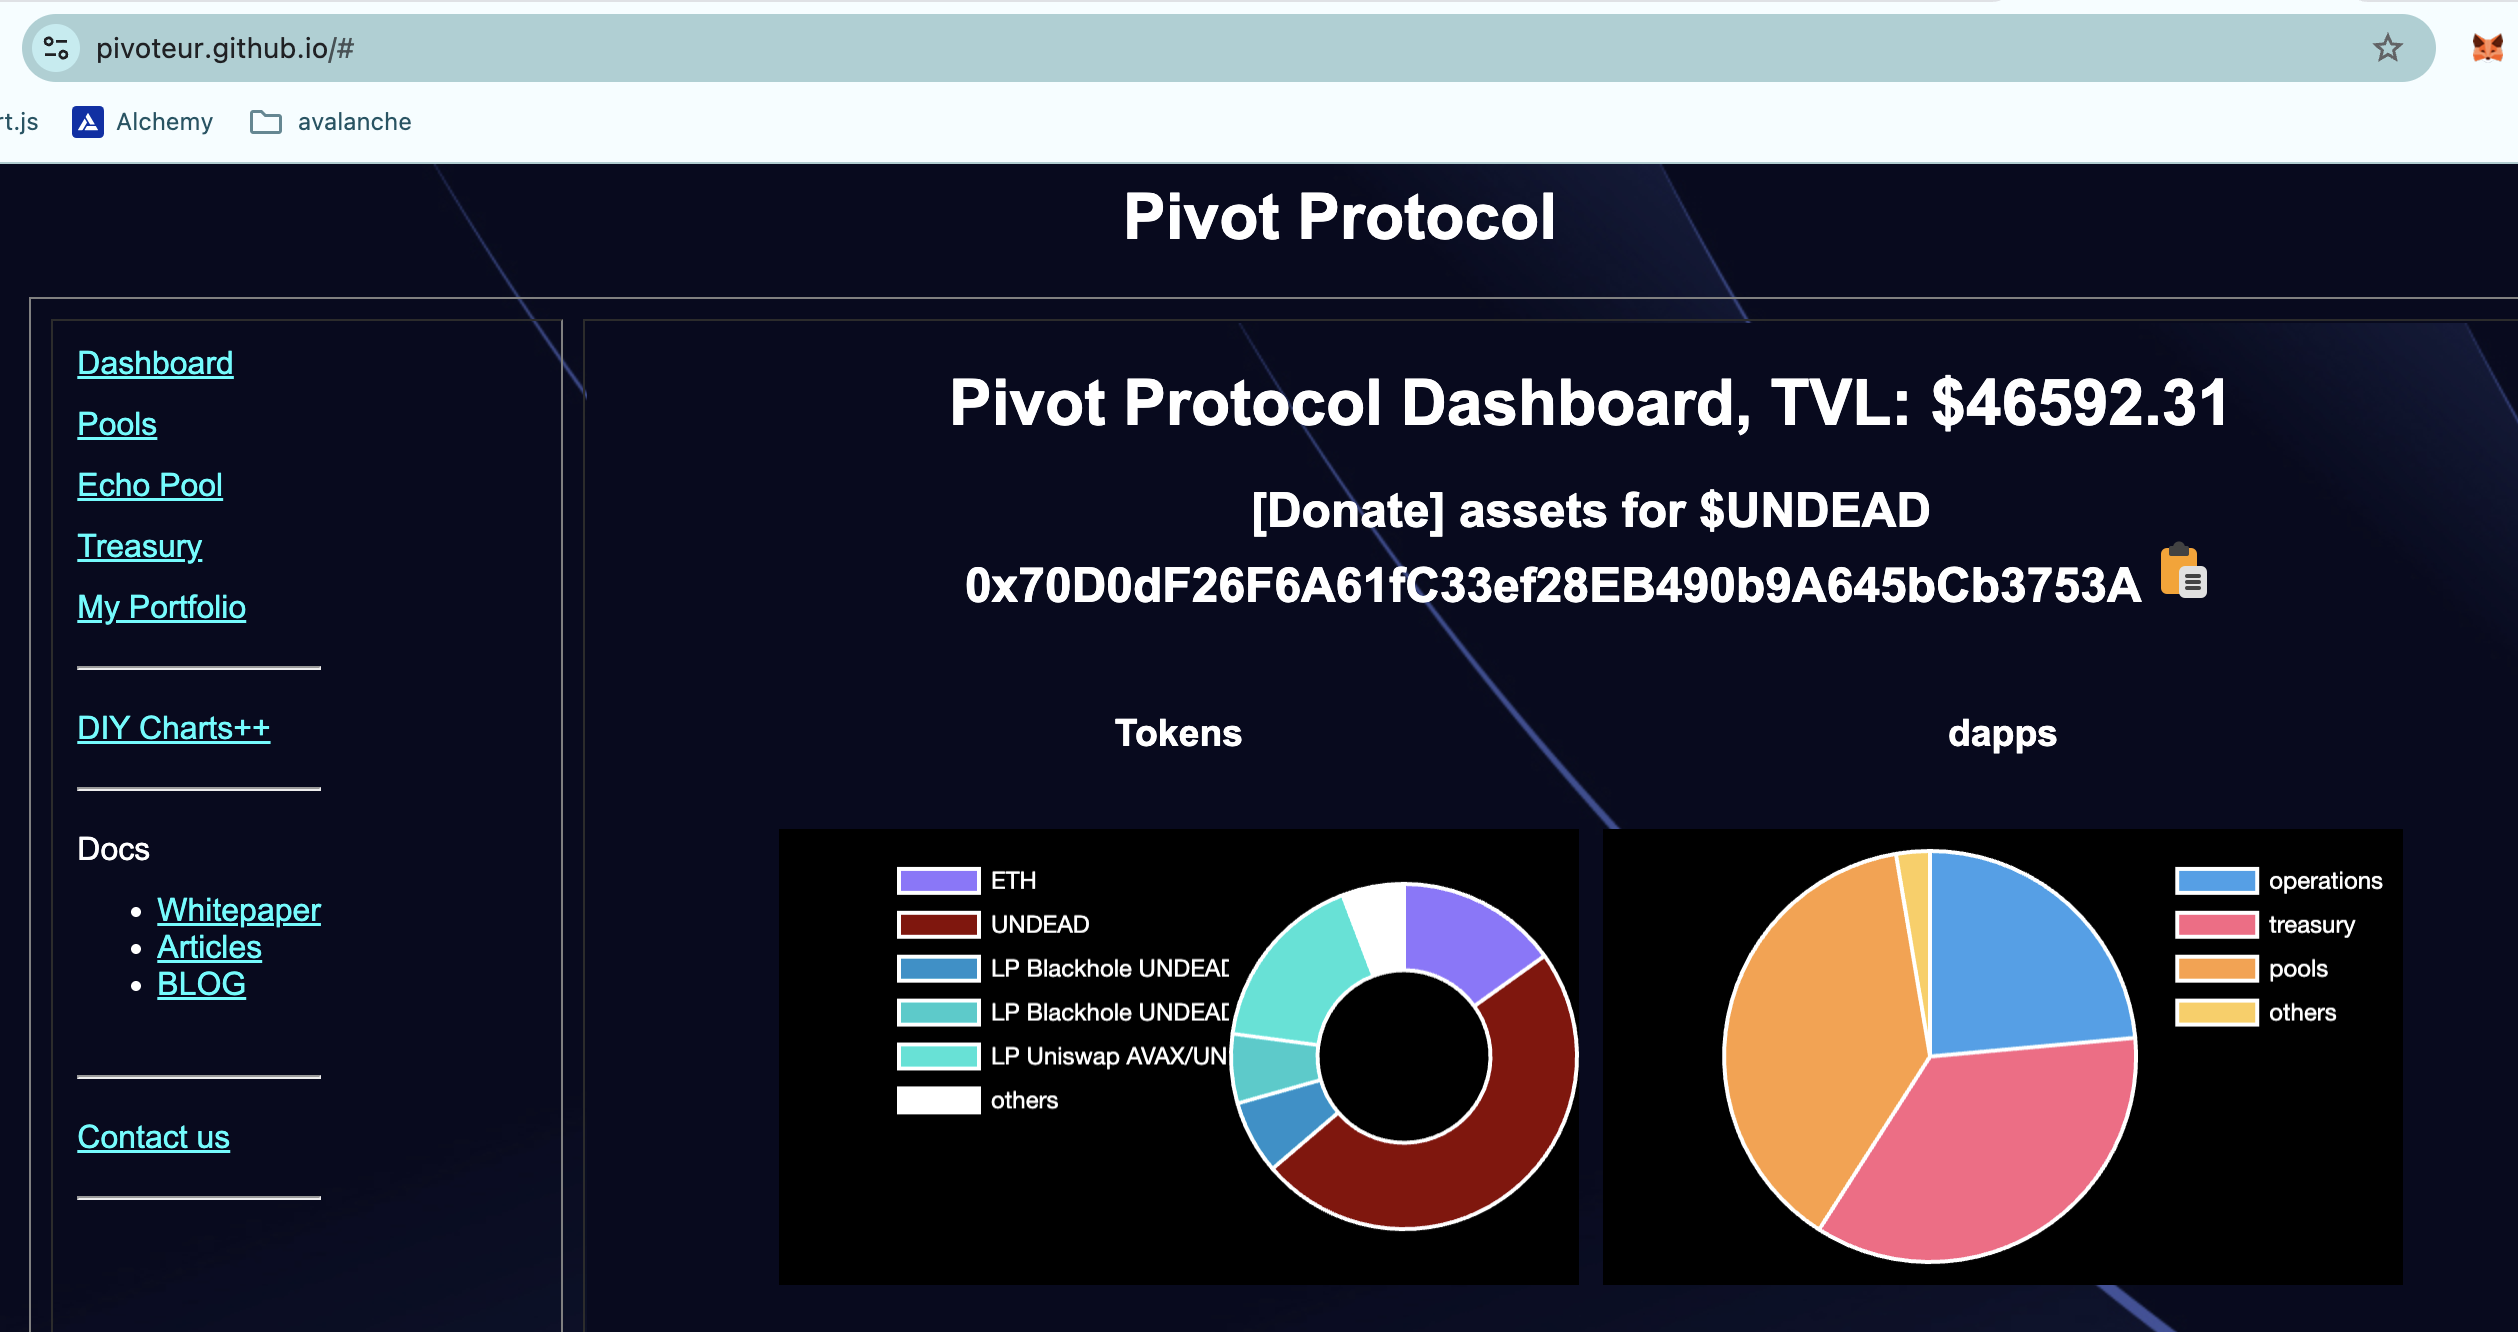 pivoteur.github.io/#
rt.js Alchemy avalanche
Pivot Protocol
Dashboard
Pools
Echo Pool
Treasury
My Portfolio
DIY Charts++
Docs
Whitepaper
Articles
BLOG
Contact us
Pivot Protocol Dashboard, TVL: $46592.31
[Donate] assets for $UNDEAD
0x70D0dF26F6A61fC33ef28EB490b9A645bCb3753A
Tokens
ETH
UNDEAD
LP Blackhole UNDEAD
LP Blackhole UNDEAD
LP Uniswap AVAX/UN
others
dapps
operations
treasury
pools
others